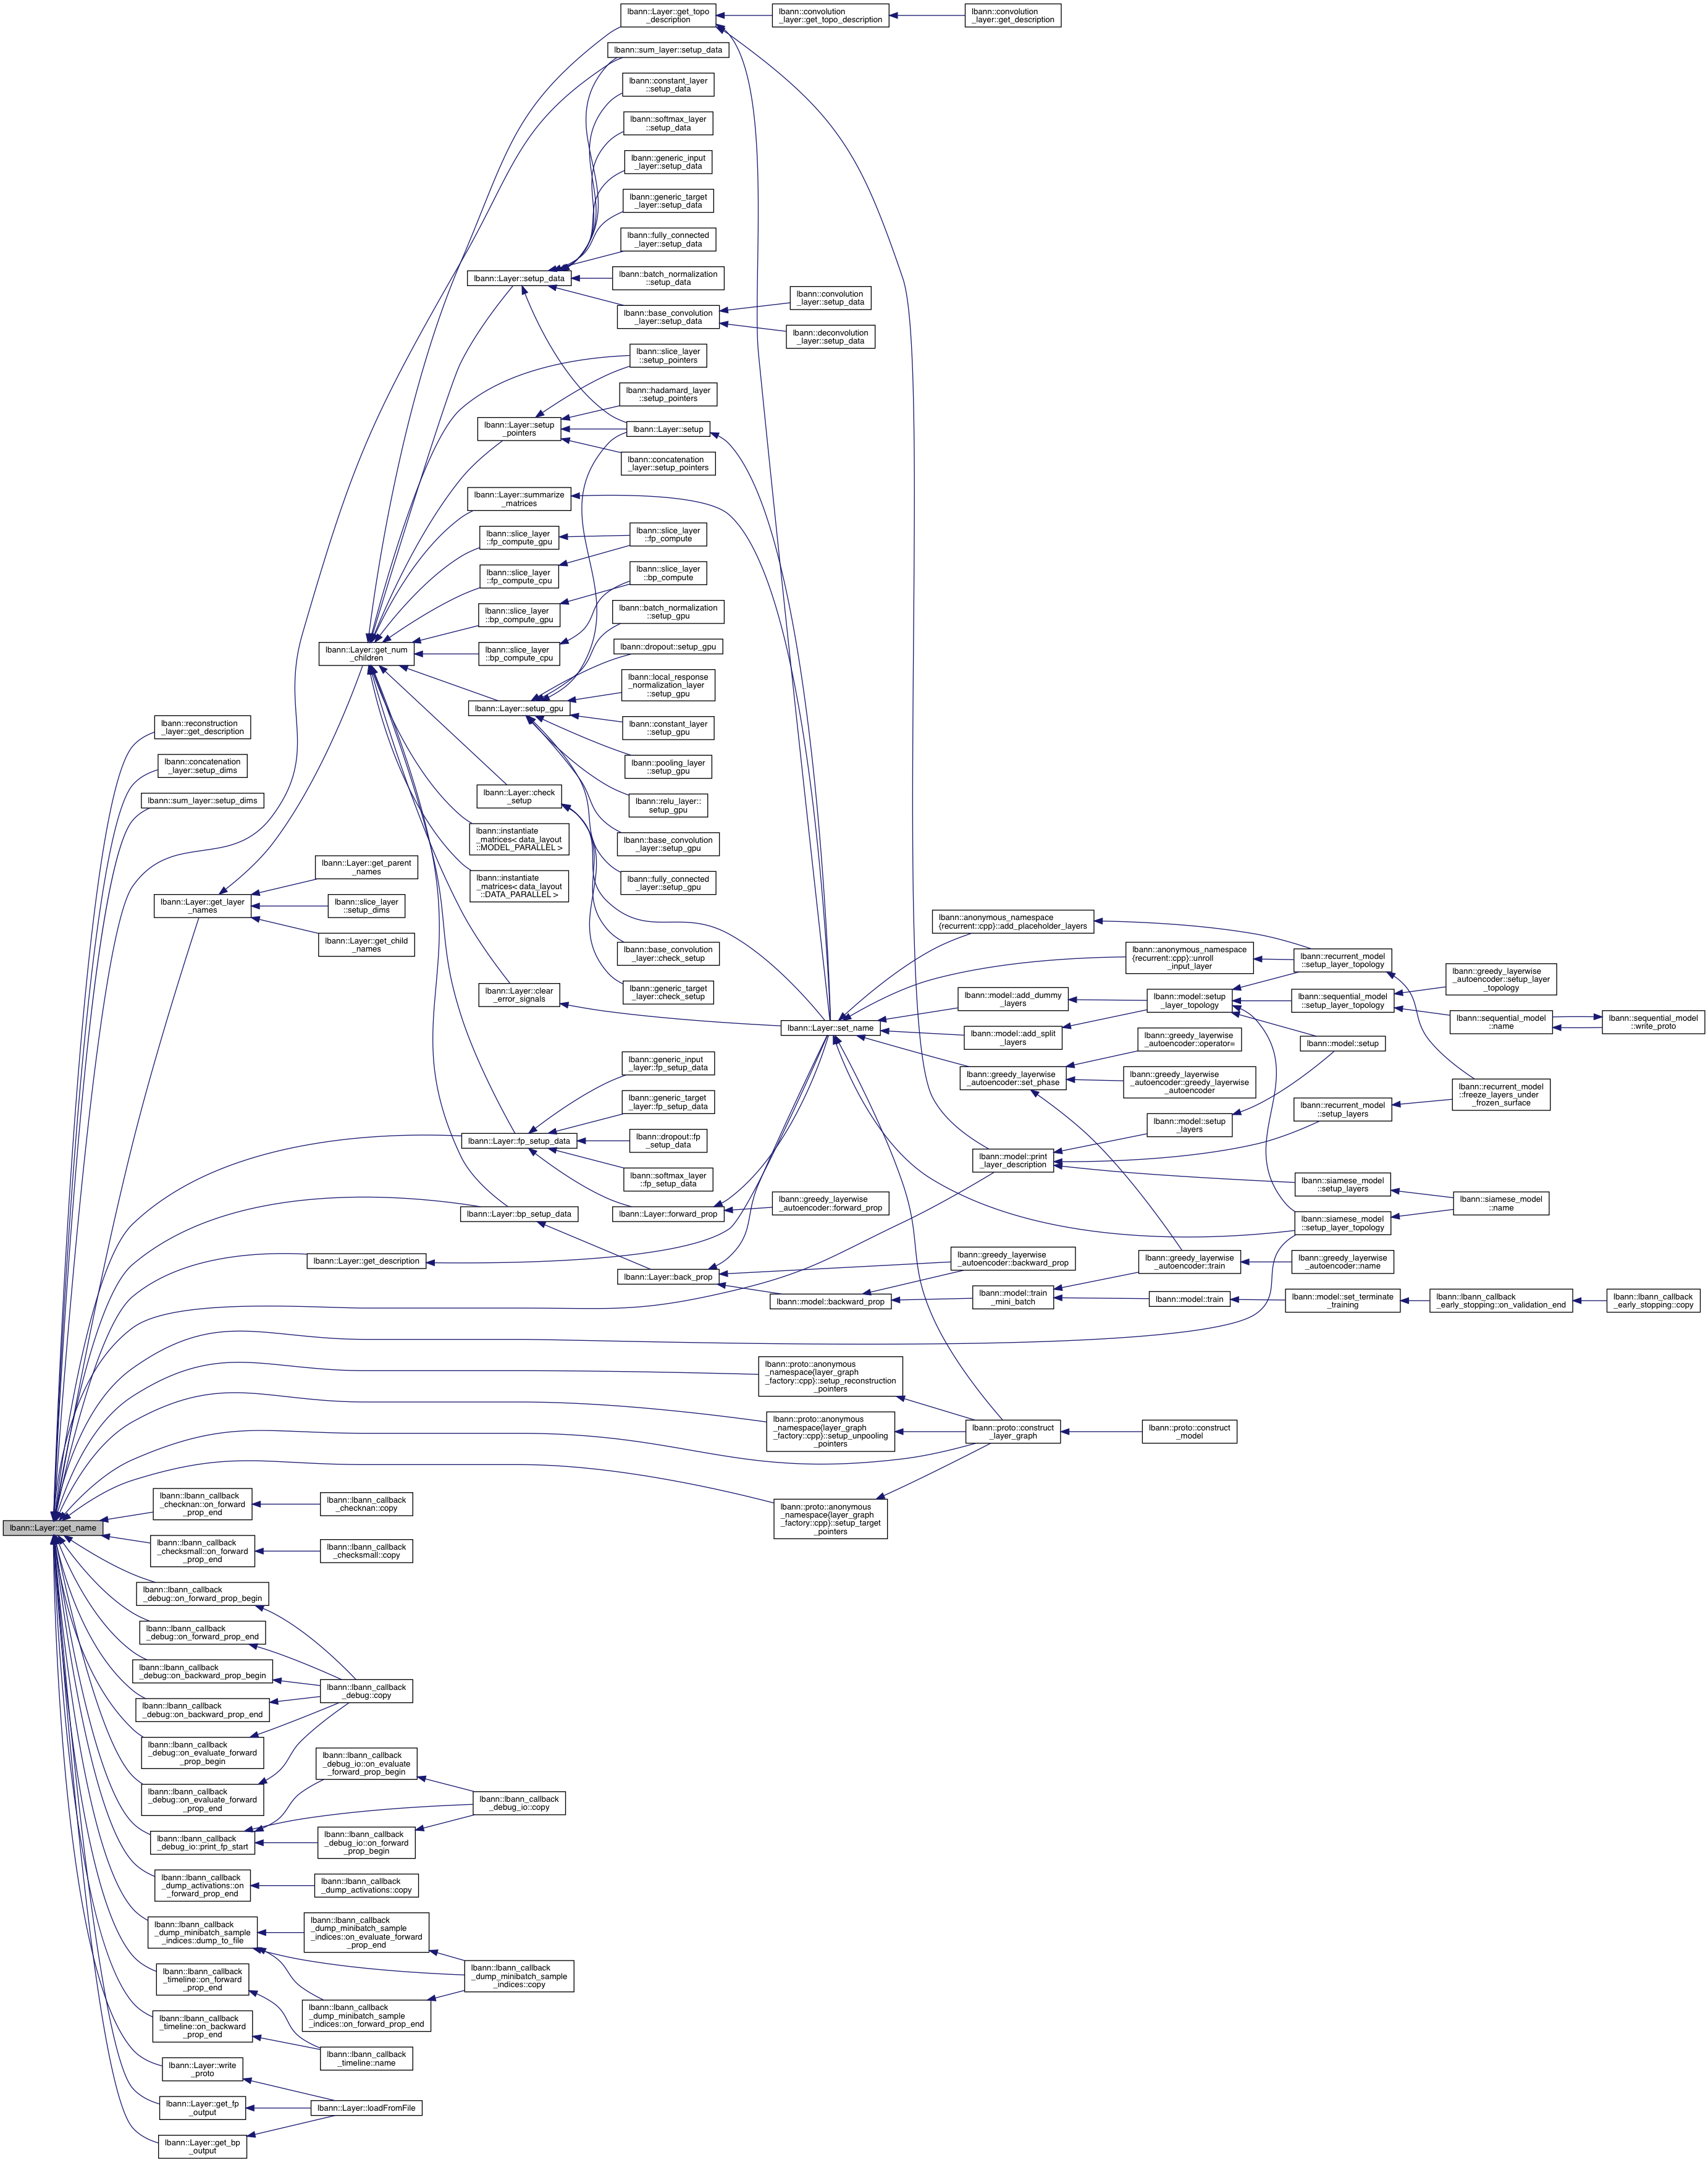 lbann::Layer::get_topo
_description
lbann::convolution
_layer::get_topo_description
lbann::convolution
_layer::get_description
lbann::sum_layer::setup_data
lbann::constant_layer
::setup_data
lbann::softmax_layer
::setup_data
lbann::generic_input
_layer::setup_data
lbann::generic_target
_layer::setup_data
lbann::fully_connected
_layer::setup_data
lbann::Layer::setup_data
lbann::batch_normalization
::setup_data
lbann::base_convolution
_layer::setup_data
lbann::convolution
_layer::setup_data
lbann::deconvolution
_layer::setup_data
lbann::slice_layer
::setup_pointers
lbann::hadamard_layer
::setup_pointers
lbann::Layer::setup
_pointers
lbann::Layer::setup
lbann::concatenation
_layer::setup_pointers
lbann::Layer::summarize
_matrices
lbann::slice_layer
::fp_compute_gpu
lbann::slice_layer
::fp_compute
lbann::slice_layer
::fp_compute_cpu
lbann::slice_layer
::bp_compute
lbann::slice_layer
::bp_compute_gpu
lbann::batch_normalization
::setup_gpu
lbann::Layer::get_num
_children
lbann::slice_layer
::bp_compute_cpu
lbann::dropout::setup_gpu
lbann::local_response
_normalization_layer
::setup_gpu
lbann::Layer::setup_gpu
lbann::constant_layer
::setup_gpu
lbann::reconstruction
_layer::get_description
lbann::concatenation
_layer::setup_dims
lbann::pooling_layer
::setup_gpu
lbann::sum_layer::setup_dims
lbann::Layer::check
_setup
lbann::relu_layer::
setup_gpu
lbann::instantiate
_matrices< data_layout
::MODEL_PARALLEL >
lbann::base_convolution
_layer::setup_gpu
lbann::Layer::get_parent
_names
lbann::instantiate
_matrices< data_layout
::DATA_PARALLEL >
lbann::fully_connected
_layer::setup_gpu
lbann::Layer::get_layer
_names
lbann::slice_layer
::setup_dims
lbann::Layer::get_child
_names
lbann::base_convolution
_layer::check_setup
lbann::anonymous_namespace
{recurrent::cpp}::add_placeholder_layers
lbann::anonymous_namespace
{recurrent::cpp}::unroll
_input_layer
lbann::recurrent_model
::setup_layer_topology
lbann::Layer::clear
_error_signals
lbann::generic_target
_layer::check_setup
lbann::model::add_dummy
_layers
lbann::model::setup
_layer_topology
lbann::sequential_model
::setup_layer_topology
lbann::greedy_layerwise
_autoencoder::setup_layer
_topology
lbann::Layer::set_name
lbann::model::add_split
_layers
lbann::sequential_model
::name
lbann::sequential_model
::write_proto
lbann::greedy_layerwise
_autoencoder::operator=
lbann::model::setup
lbann::generic_input
_layer::fp_setup_data
lbann::greedy_layerwise
_autoencoder::set_phase
lbann::greedy_layerwise
_autoencoder::greedy_layerwise
_autoencoder
lbann::recurrent_model
::freeze_layers_under
_frozen_surface
lbann::generic_target
_layer::fp_setup_data
lbann::model::setup
_layers
lbann::recurrent_model
::setup_layers
lbann::Layer::fp_setup_data
lbann::dropout::fp
_setup_data
lbann::softmax_layer
::fp_setup_data
lbann::model::print
_layer_description
lbann::siamese_model
::setup_layers
lbann::Layer::bp_setup_data
lbann::Layer::forward_prop
lbann::greedy_layerwise
_autoencoder::forward_prop
lbann::siamese_model
::name
lbann::siamese_model
::setup_layer_topology
lbann::Layer::get_description
lbann::Layer::back_prop
lbann::greedy_layerwise
_autoencoder::backward_prop
lbann::greedy_layerwise
_autoencoder::train
lbann::greedy_layerwise
_autoencoder::name
lbann::model::backward_prop
lbann::model::train
_mini_batch
lbann::model::train
lbann::model::set_terminate
_training
lbann::lbann_callback
_early_stopping::on_validation_end
lbann::lbann_callback
_early_stopping::copy
lbann::proto::anonymous
_namespace{layer_graph
_factory::cpp}::setup_reconstruction
_pointers
lbann::proto::anonymous
_namespace{layer_graph
_factory::cpp}::setup_unpooling
_pointers
lbann::proto::construct
_layer_graph
lbann::proto::construct
_model
lbann::proto::anonymous
_namespace{layer_graph
_factory::cpp}::setup_target
_pointers
lbann::Layer::get_name
lbann::lbann_callback
_checknan::on_forward
_prop_end
lbann::lbann_callback
_checknan::copy
lbann::lbann_callback
_checksmall::on_forward
_prop_end
lbann::lbann_callback
_checksmall::copy
lbann::lbann_callback
_debug::on_forward_prop_begin
lbann::lbann_callback
_debug::on_forward_prop_end
lbann::lbann_callback
_debug::on_backward_prop_begin
lbann::lbann_callback
_debug::copy
lbann::lbann_callback
_debug::on_backward_prop_end
lbann::lbann_callback
_debug::on_evaluate_forward
_prop_begin
lbann::lbann_callback
_debug::on_evaluate_forward
_prop_end
lbann::lbann_callback
_debug_io::on_evaluate
_forward_prop_begin
lbann::lbann_callback
_debug_io::copy
lbann::lbann_callback
_debug_io::print_fp_start
lbann::lbann_callback
_debug_io::on_forward
_prop_begin
lbann::lbann_callback
_dump_activations::on
_forward_prop_end
lbann::lbann_callback
_dump_activations::copy
lbann::lbann_callback
_dump_minibatch_sample
_indices::dump_to_file
lbann::lbann_callback
_dump_minibatch_sample
_indices::on_evaluate_forward
_prop_end
lbann::lbann_callback
_dump_minibatch_sample
_indices::copy
lbann::lbann_callback
_timeline::on_forward
_prop_end
lbann::lbann_callback
_dump_minibatch_sample
_indices::on_forward_prop_end
lbann::lbann_callback
_timeline::on_backward
_prop_end
lbann::lbann_callback
_timeline::name
lbann::Layer::write
_proto
lbann::Layer::get_fp
_output
lbann::Layer::loadFromFile
lbann::Layer::get_bp
_output